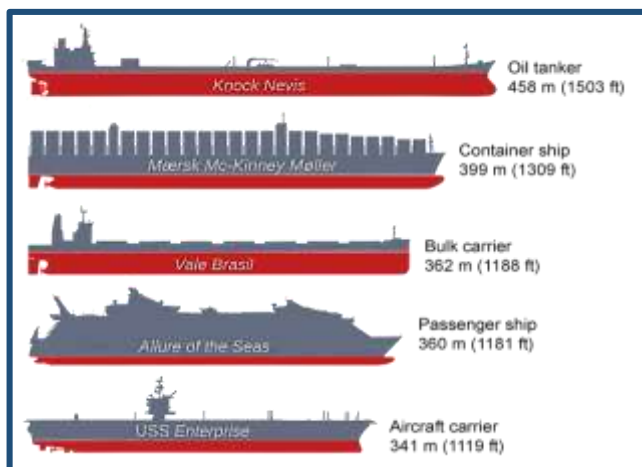 Knock Nevis
Oil tanker
458 m (1503 ft)
Mærsk Mc-Kinney Møller
Container ship
399 m (1309 ft)
Vale Brasil
Bulk carrier
362 m (1188 ft)
Allure of the Seas
Passenger ship
360 m (1181 ft)
USS Enterprise
Aircraft carrier
341 m (1119 ft)